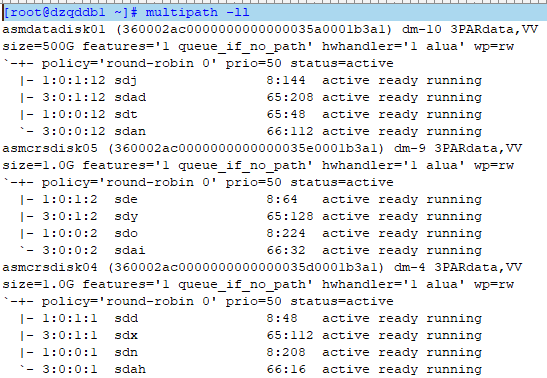 [root@dzqddb1 ~]# multipath -ll
asmdatadisk01 (360002ac0000000000000035a0001b3a1) dm-10 3PARdata,VV
size=500G features='1 queue_if_no_path' hwhandler='1 alua' wp=rw
`-+- policy='round-robin 0' prio=50 status=active
  |- 1:0:1:12 sdj          8:144   active ready running
  |- 3:0:1:12 sdad         65:208  active ready running
  |- 1:0:0:12 sdt          65:48   active ready running
  `- 3:0:0:12 sdan         66:112  active ready running
asmcrsdisk05 (360002ac0000000000000035e0001b3a1) dm-9 3PARdata,VV
size=1.0G features='1 queue_if_no_path' hwhandler='1 alua' wp=rw
`-+- policy='round-robin 0' prio=50 status=active
  |- 1:0:1:2  sde          8:64    active ready running
  |- 3:0:1:2  sdy          65:128  active ready running
  |- 1:0:0:2  sdo          8:224   active ready running
  `- 3:0:0:2  sdai         66:32   active ready running
asmcrsdisk04 (360002ac0000000000000035d0001b3a1) dm-4 3PARdata,VV
size=1.0G features='1 queue_if_no_path' hwhandler='1 alua' wp=rw
`-+- policy='round-robin 0' prio=50 status=active
  |- 1:0:1:1  sdd          8:48    active ready running
  |- 3:0:1:1  sdx          65:112  active ready running
  |- 1:0:0:1  sdn          8:208   active ready running
  `- 3:0:0:1  sdah         66:16   active ready running